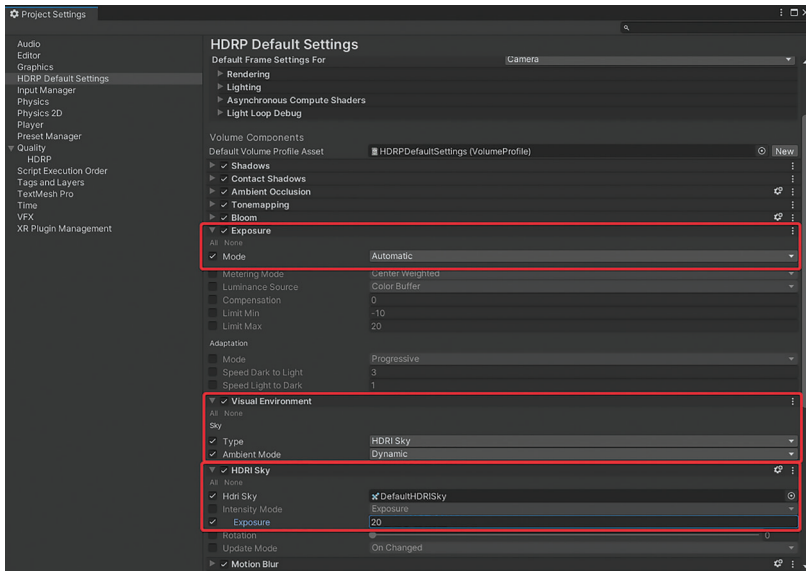 Project Settings
HDRP Default Settings
Audio
Editor
Graphics
HDRP Default Settings
Input Manager
Physics
Physics 2D
Player
Preset Manager
Quality
HDRP
Script Execution Order
Tags and Layers
TextMesh Pro
Time
VFX
XR Plugin Management
Default Frame Settings For Camera
Rendering
Lighting
Asynchronous Compute Shaders
Light Loop Debug
Volume Components
Default Volume Profile Asset HDRPDefaultSettings (VolumeProfile) New
Shadows
Contact Shadows
Ambient Occlusion
Tonemapping
Bloom
Exposure
All None
Mode Automatic
Metering Mode Center Weighted
Luminance Source Color Buffer
Compensation 0
Limit Min -10
Limit Max 20
Adaptation
Mode Progressive
Speed Dark to Light 3
Speed Light to Dark 1
Visual Environment
All None
Sky
Type HDRI Sky
Ambient Mode Dynamic
HDRI Sky
All None
Hdri Sky DefaultHDRISky
Intensity Mode Exposure
Exposure 20
Rotation 0
Update Mode On Changed
Motion Blur